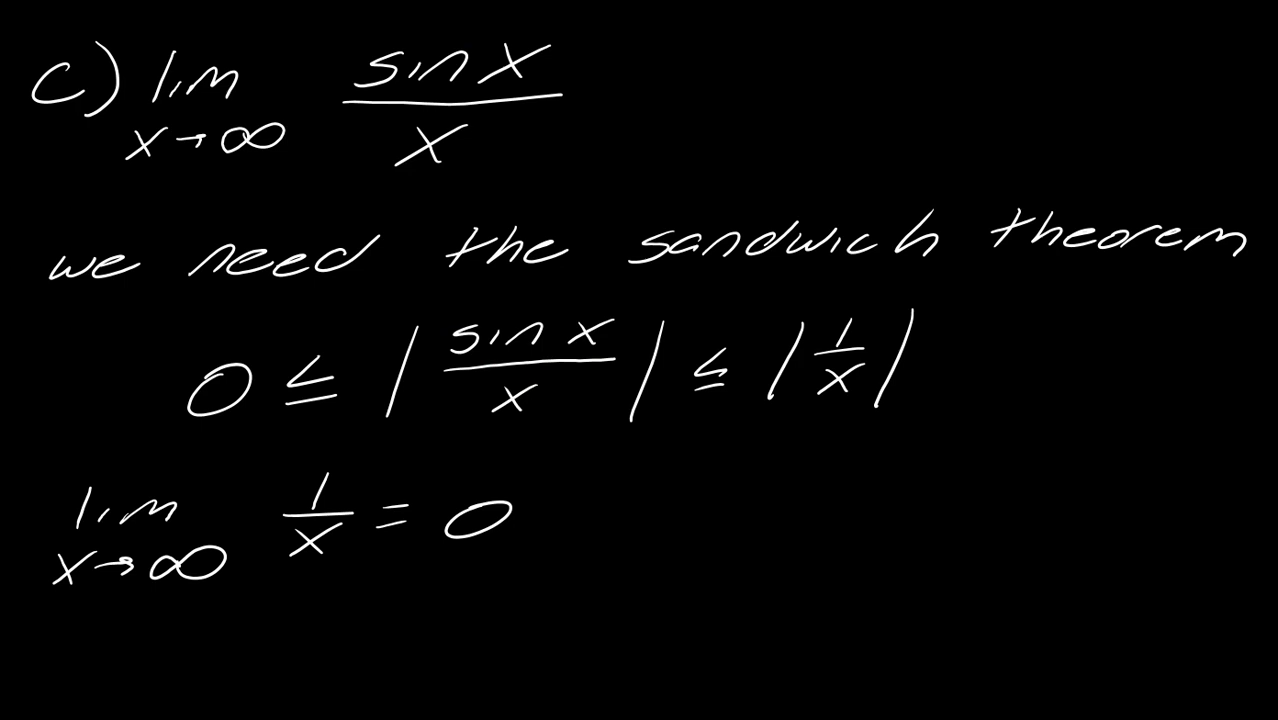 c) lim x→∞ sin x / x
we need the sandwich theorem
0 ≤ | sin x / x | ≤ | 1 / x |
lim x→∞ 1 / x = 0